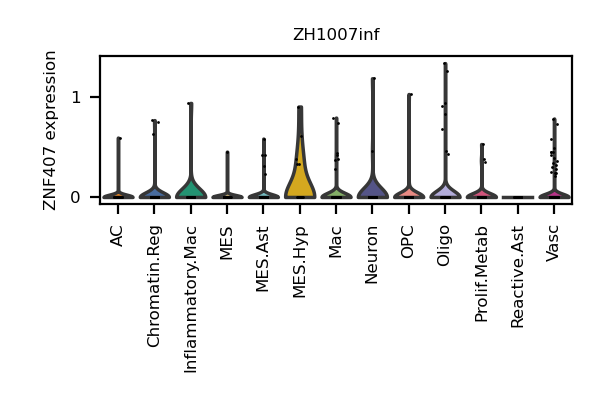 ZH1007inf
ZNF407 expression
1
0
AC
Chromatin.Reg
Inflammatory.Mac
MES
MES.Ast
MES.Hyp
Mac
Neuron
OPC
Oligo
Prolif.Metab
Reactive.Ast
Vasc